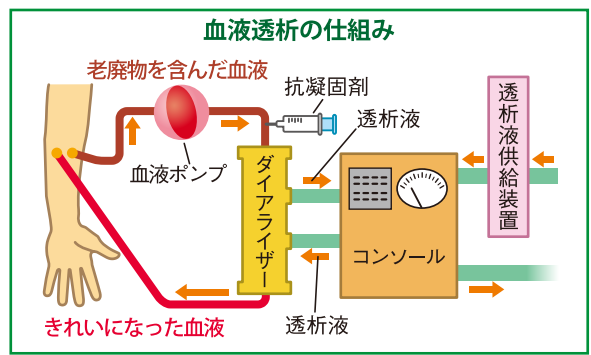 血液透析の仕組み
老廃物を含んだ血液
抗凝固剤
透析液
透析液供給装置
血液ポンプ
ダイアライザー
コンソール
きれいになった血液
透析液